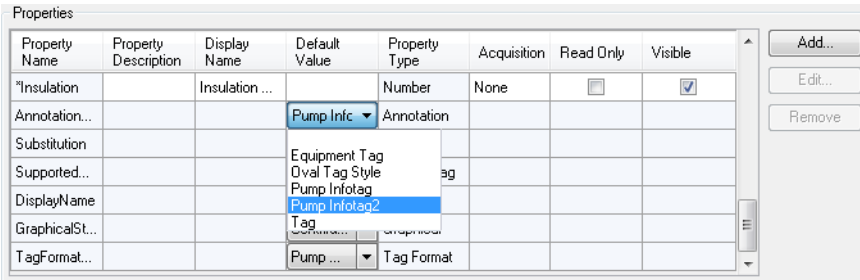 Properties
Property Name Property Description Display Name Default Value Property Type Acquisition Read Only Visible
*Insulation Insulation ... Number None
Annotation... Pump Infc Annotation
Substitution
Equipment Tag
Supported... Oval Tag Style ag
Pump Infotag
DisplayName Pump Infotag2
GraphicalSt... Tag
TagFormat... Pump ... Tag Format
Add...
Edit...
Remove